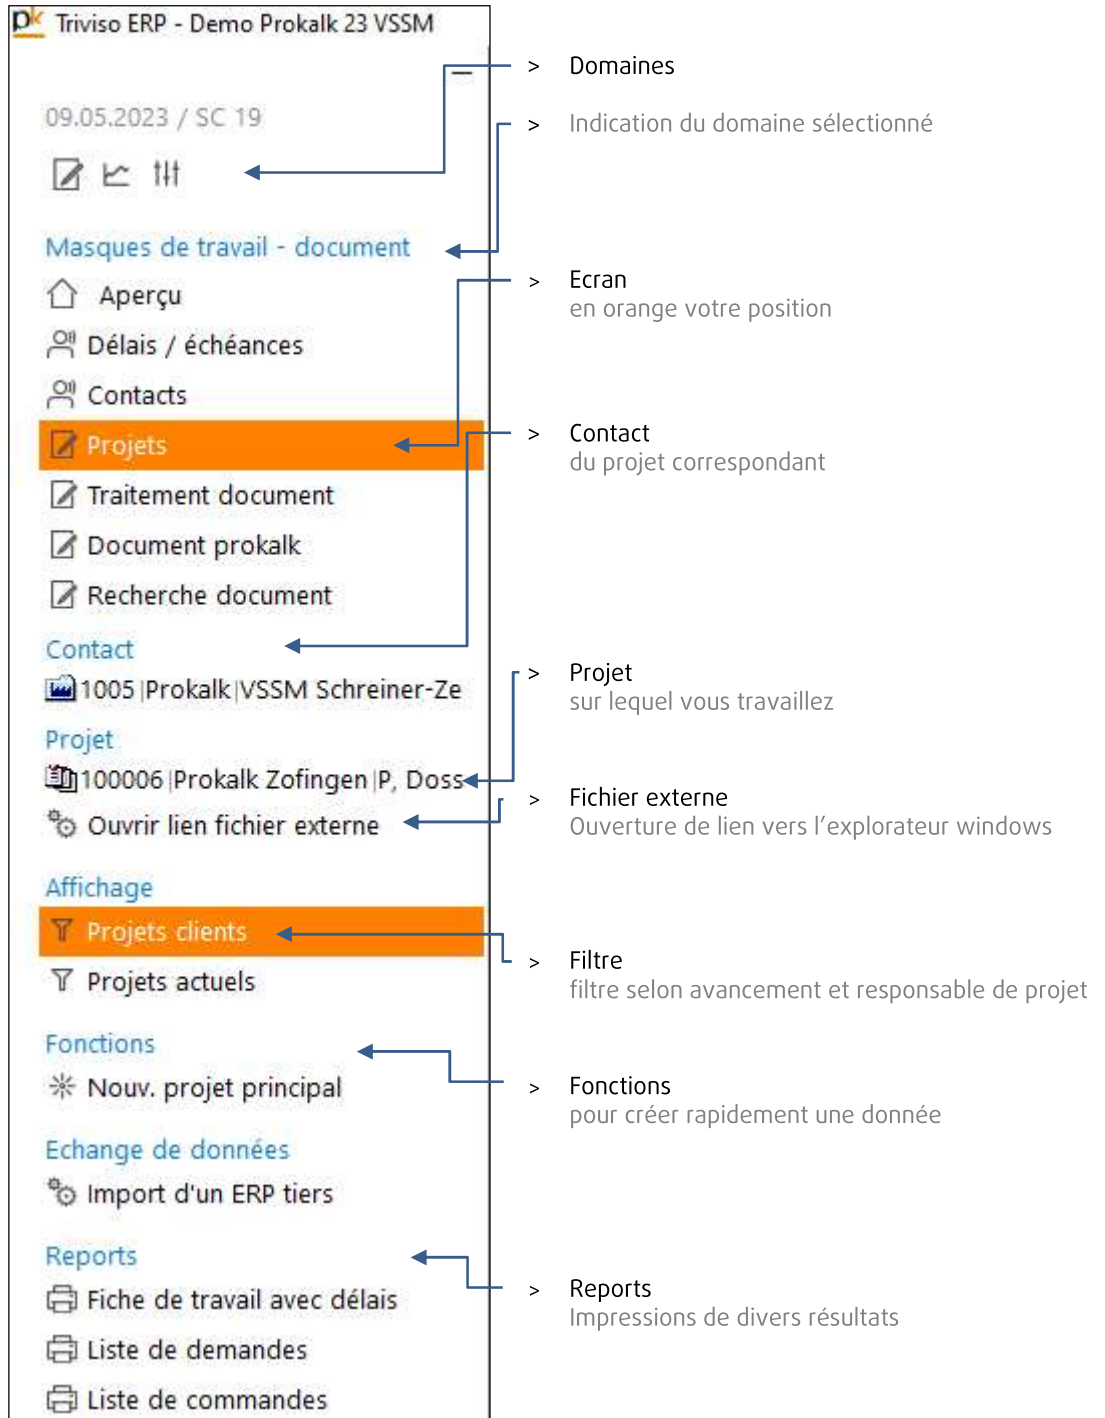 pk Triviso ERP - Demo Prokalk 23 VSSM
09.05.2023 / SC 19
Masques de travail - document
Aperçu
Délais / échéances
Contacts
Projets
Traitement document
Document prokalk
Recherche document
Contact
1005|Prokalk|VSSM Schreiner-Ze
Projet
100006|Prokalk Zofingen|P, Doss
Ouvrir lien fichier externe
Affichage
Projets clients
Projets actuels
Fonctions
Nouv. projet principal
Echange de données
Import d'un ERP tiers
Reports
Fiche de travail avec délais
Liste de demandes
Liste de commandes
> Domaines
> Indication du domaine sélectionné
> Ecran
en orange votre position
> Contact
du projet correspondant
> Projet
sur lequel vous travaillez
> Fichier externe
Ouverture de lien vers l’explorateur windows
> Filtre
filtre selon avancement et responsable de projet
> Fonctions
pour créer rapidement une donnée
> Reports
Impressions de divers résultats